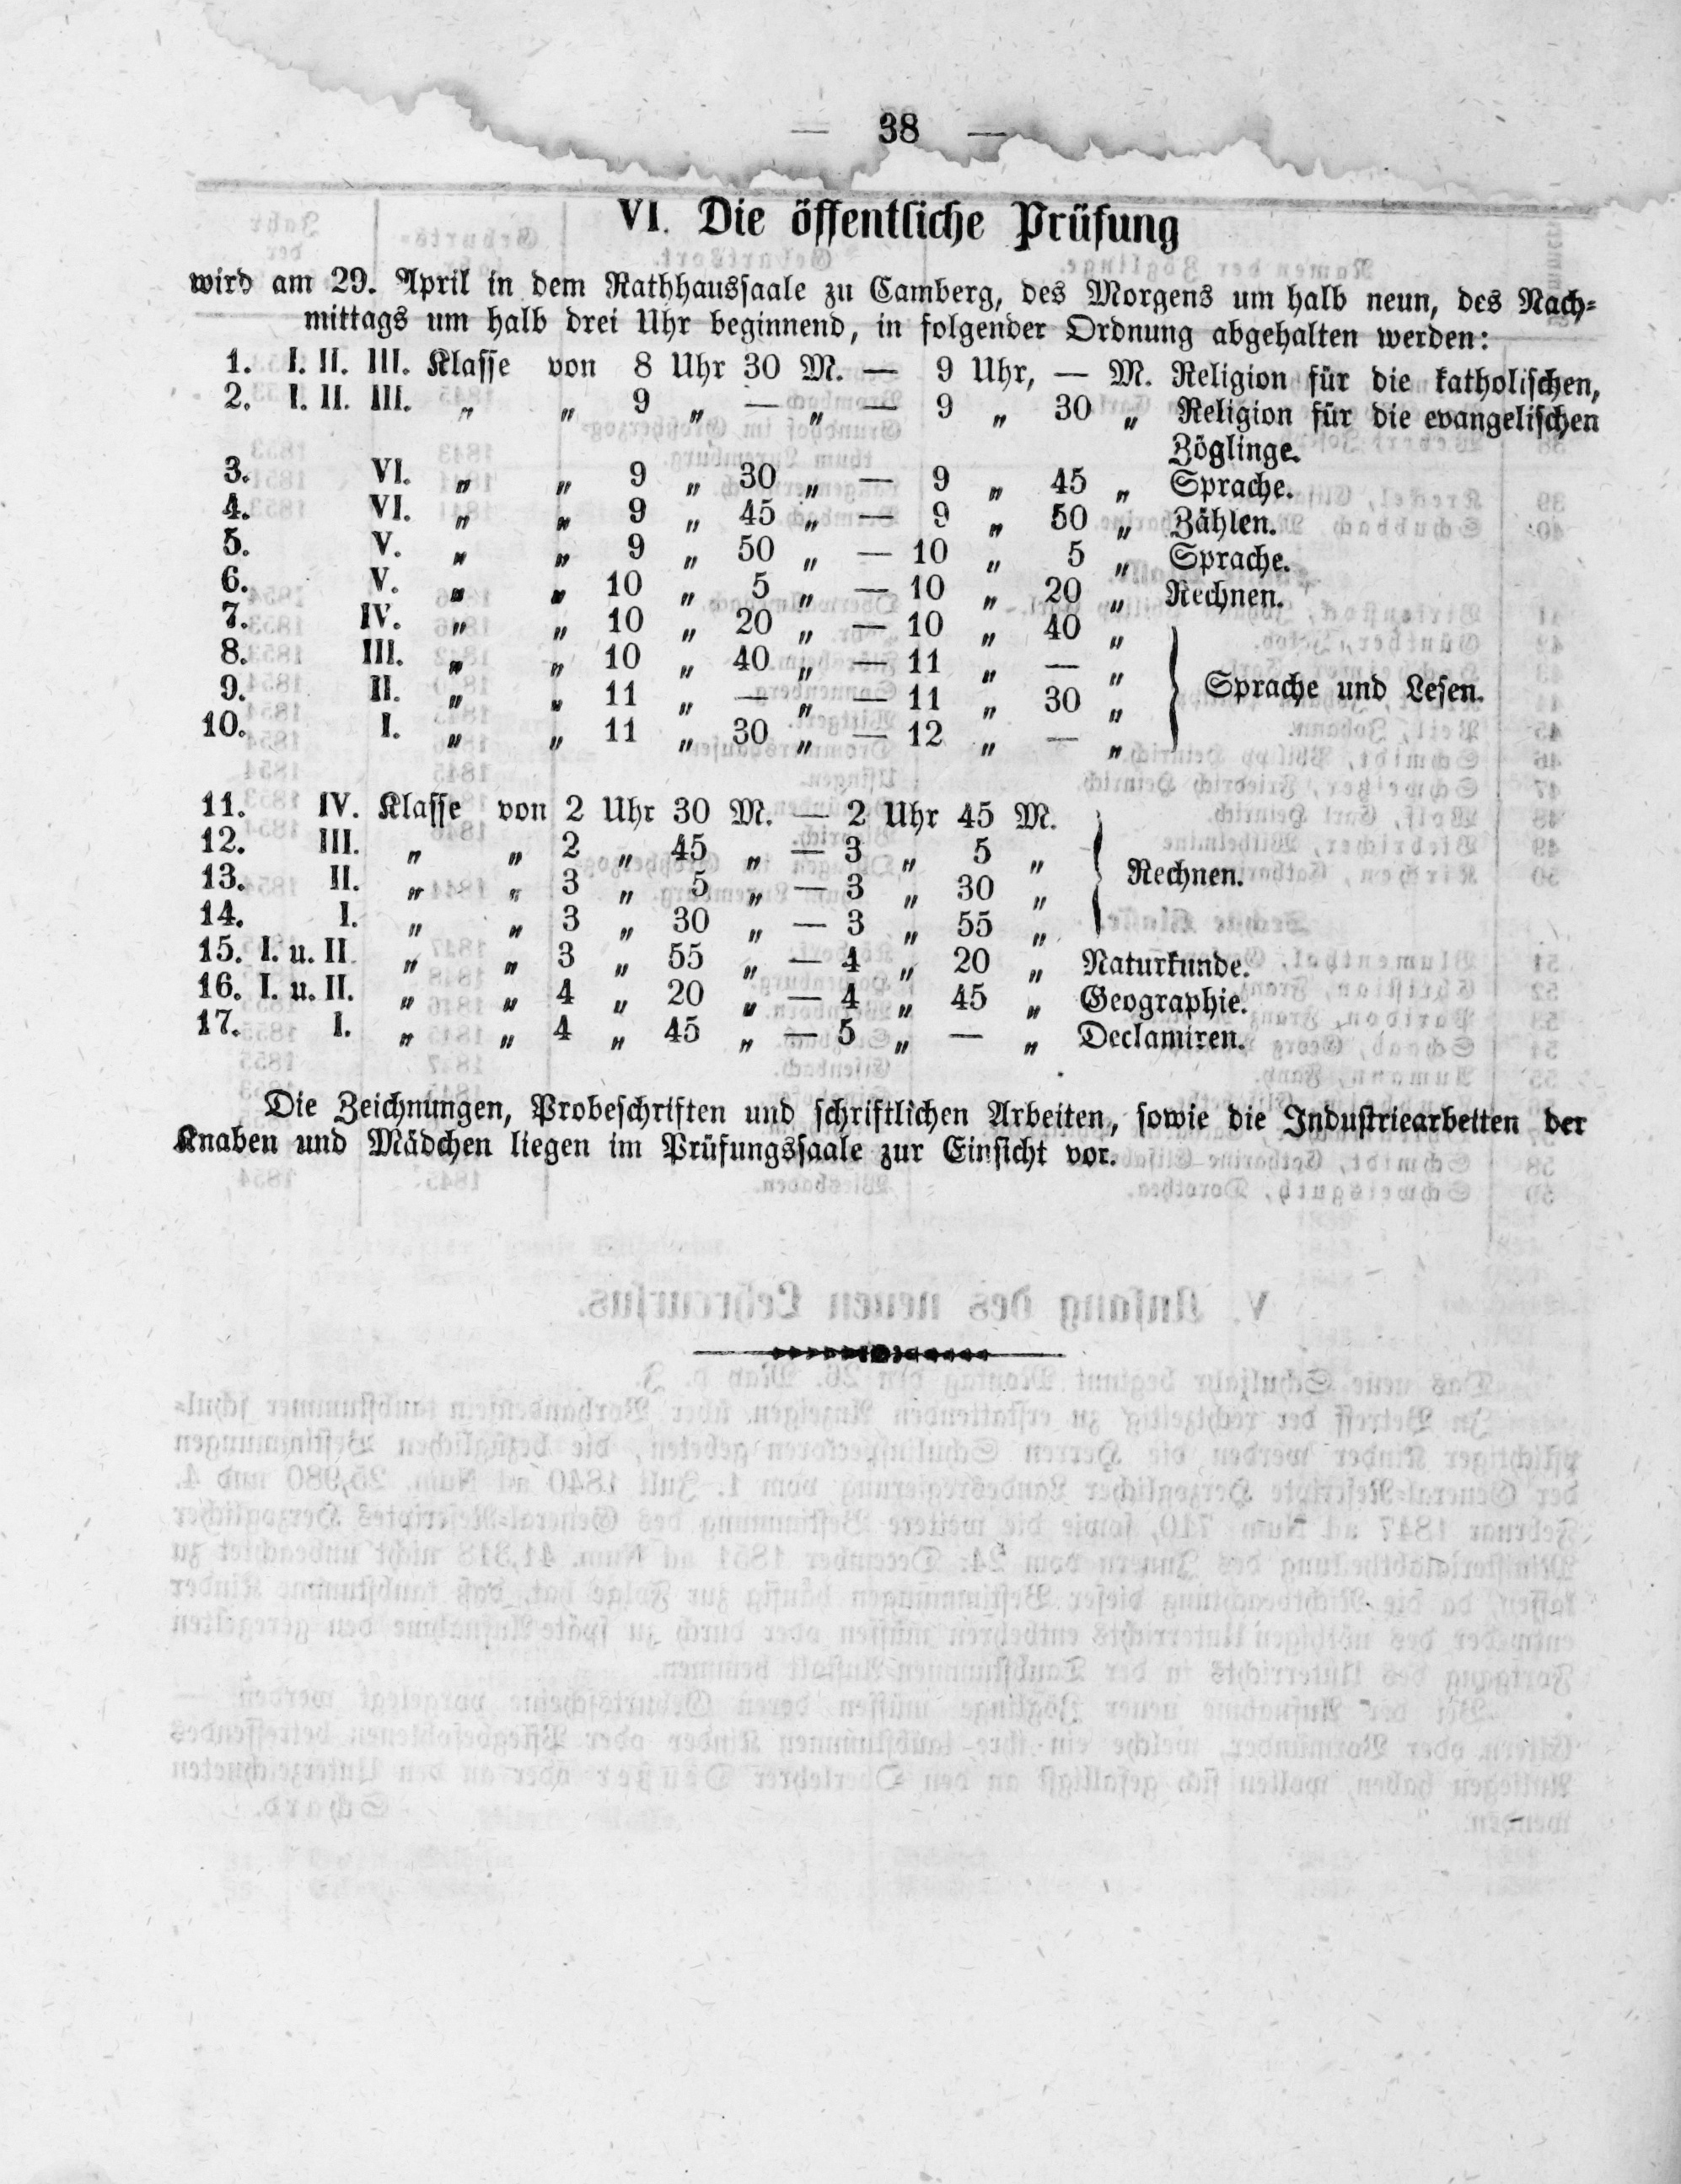 — 38 —
VI. Die öffentliche Prüfung
wird am 29. April in dem Rathhaussaale zu Camberg, des Morgens um halb neun, des Nach-
mittags um halb drei Uhr beginnend, in folgender Ordnung abgehalten werden:
1. I. II. III. Klasse von 8 Uhr 30 M. — 9 Uhr, — M. Religion für die katholischen,
2. I. II. III. „ „ 9 „ — „ — 9 „ 30 „ Religion für die evangelischen
Zöglinge.
3. VI. „ „ 9 „ 30 „ — 9 „ 45 „ Sprache.
4. VI. „ „ 9 „ 45 „ — 9 „ 50 „ Zählen.
5. V. „ „ 9 „ 50 „ — 10 „ 5 „ Sprache.
6. V. „ „ 10 „ 5 „ — 10 „ 20 „ Rechnen.
7. IV. „ „ 10 „ 20 „ — 10 „ 40 „
8. III. „ „ 10 „ 40 „ — 11 „ — „
9. II. „ „ 11 „ — „ — 11 „ 30 „ Sprache und Lesen.
10. I. „ „ 11 „ 30 „ — 12 „ — „
11. IV. Klasse von 2 Uhr 30 M. — 2 Uhr 45 M.
12. III. „ „ 2 „ 45 „ — 3 „ 5 „
13. II. „ „ 3 „ 5 „ — 3 „ 30 „ Rechnen.
14. I. „ „ 3 „ 30 „ — 3 „ 55 „
15. I. u. II „ „ 3 „ 55 „ — 4 „ 20 „ Naturkunde.
16. I. u. II. „ „ 4 „ 20 „ — 4 „ 45 „ Geographie.
17. I. „ „ 4 „ 45 „ — 5 „ — „ Declamiren.
Die Zeichnungen, Probeschriften und schriftlichen Arbeiten, sowie die Industriearbeiten der
Knaben und Mädchen liegen im Prüfungssaale zur Einsicht vor.